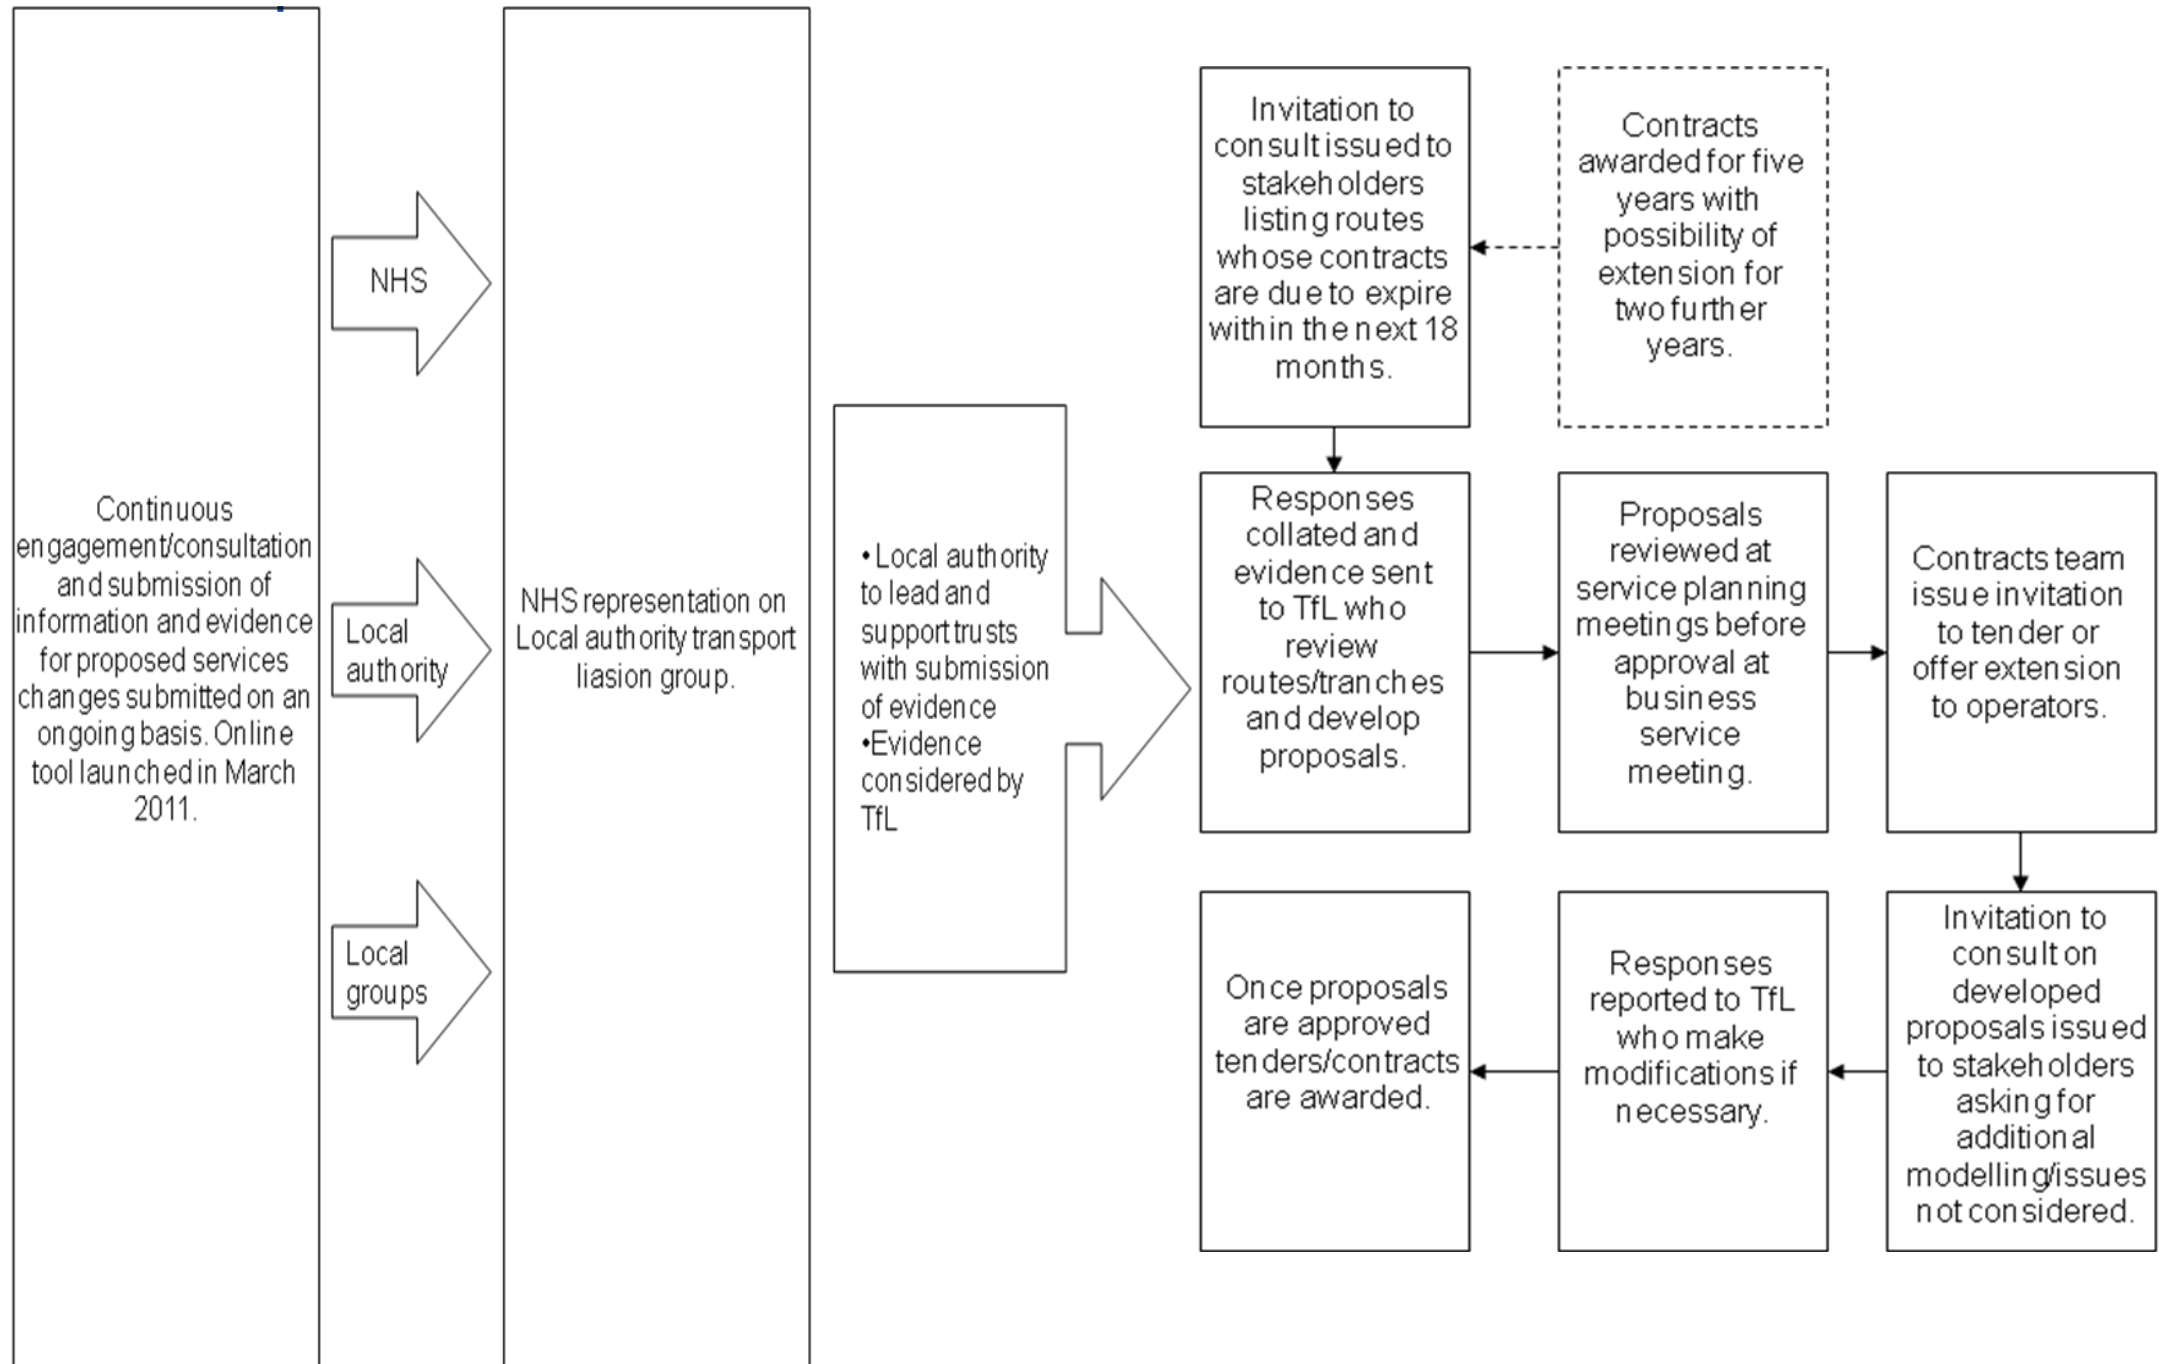 Continuous
engagement/consultation
and submission of
information and evidence
for proposed services
changes submitted on an
ongoing basis. Online
tool launched in March
2011.
NHS
Local
authority
Local
groups
NHS representation on
Local authority transport
liasion group.
• Local authority
to lead and
support trusts
with submission
of evidence
•Evidence
considered by
TfL
Invitation to
consult issued to
stakeholders
listing routes
whose contracts
are due to expire
within the next 18
months.
Contracts
awarded for five
years with
possibility of
extension for
two further
years.
Responses
collated and
evidence sent
to TfL who
review
routes/tranches
and develop
proposals.
Proposals
reviewed at
service planning
meetings before
approval at
business
service
meeting.
Contracts team
issue invitation
to tender or
offer extension
to operators.
Invitation to
consult on
developed
proposals issued
to stakeholders
asking for
additional
modelling/issues
not considered.
Responses
reported to TfL
who make
modifications if
necessary.
Once proposals
are approved
tenders/contracts
are awarded.